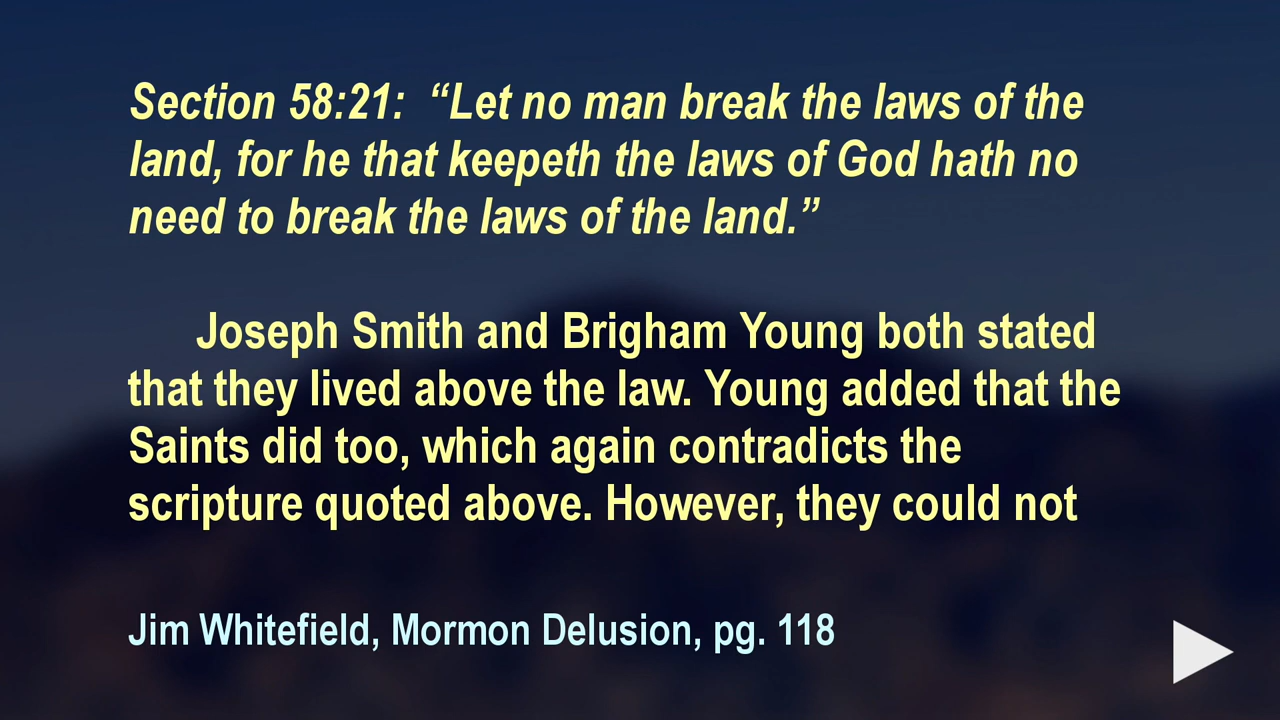 Section 58:21:  “Let no man break the laws of the
land, for he that keepeth the laws of God hath no
need to break the laws of the land.”
Joseph Smith and Brigham Young both stated
that they lived above the law. Young added that the
Saints did too, which again contradicts the
scripture quoted above. However, they could not
Jim Whitefield, Mormon Delusion, pg. 118